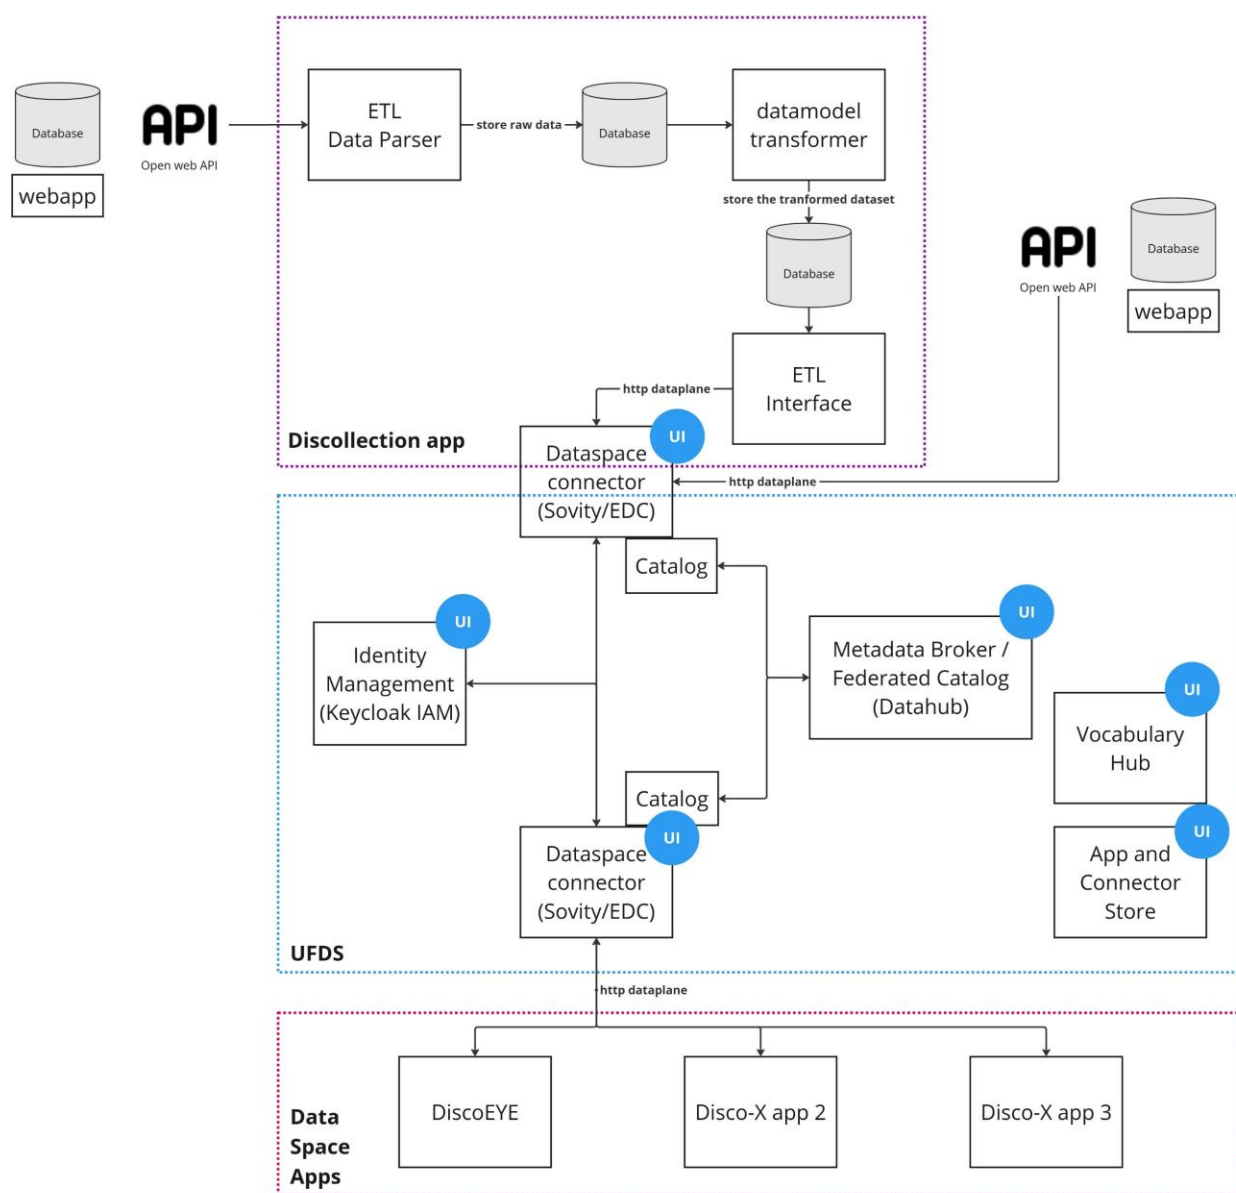 Database
webapp
API
Open web API
ETL
Data Parser
store raw data
Database
datamodel
transformer
store the tranformed dataset
Database
API
Open web API
Database
webapp
ETL
Interface
http dataplane
Discollection app
UI
Dataspace
connector
(Sovity/EDC)
http dataplane
Catalog
UI
Identity
Management
(Keycloak IAM)
UI
Metadata Broker /
Federated Catalog
(Datahub)
UI
Vocabulary
Hub
Catalog
UI
Dataspace
connector
(Sovity/EDC)
UI
App and
Connector
Store
UFDS
http dataplane
Data
Space
Apps
DiscoEYE
Disco-X app 2
Disco-X app 3